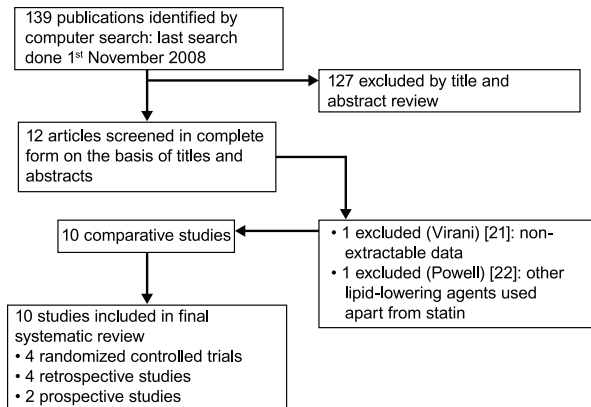 139 publications identified by
computer search: last search
done 1st November 2008
127 excluded by title and
abstract review
12 articles screened in complete
form on the basis of titles and
abstracts
10 comparative studies
• 1 excluded (Virani) [21]: non-
extractable data
• 1 excluded (Powell) [22]: other
lipid-lowering agents used
apart from statin
10 studies included in final
systematic review
• 4 randomized controlled trials
• 4 retrospective studies
• 2 prospective studies